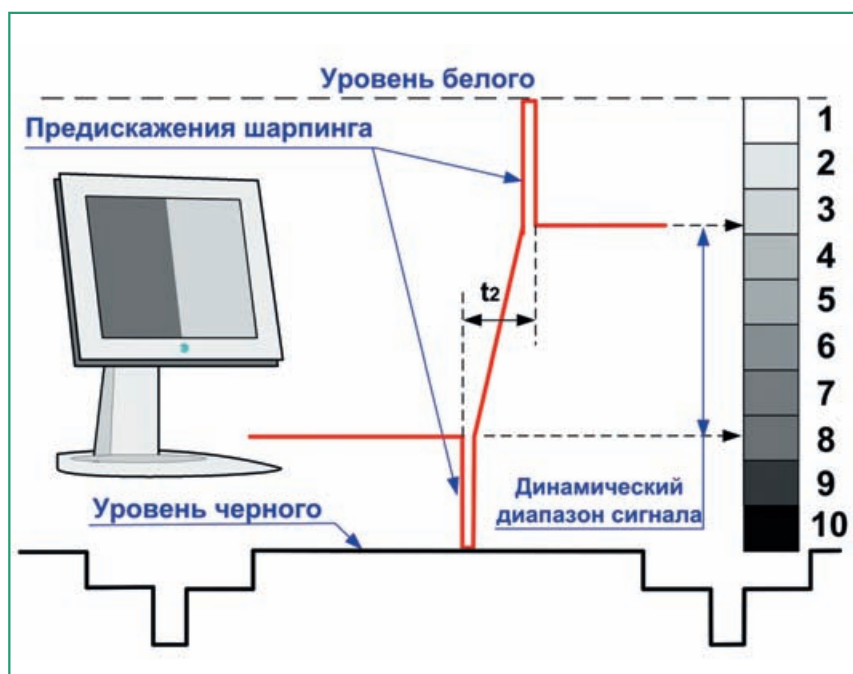 Уровень белого
Предискажения шарпинга
1
2
3
4
5
6
7
8
9
10
t2
Динамический
диапазон сигнала
Уровень черного